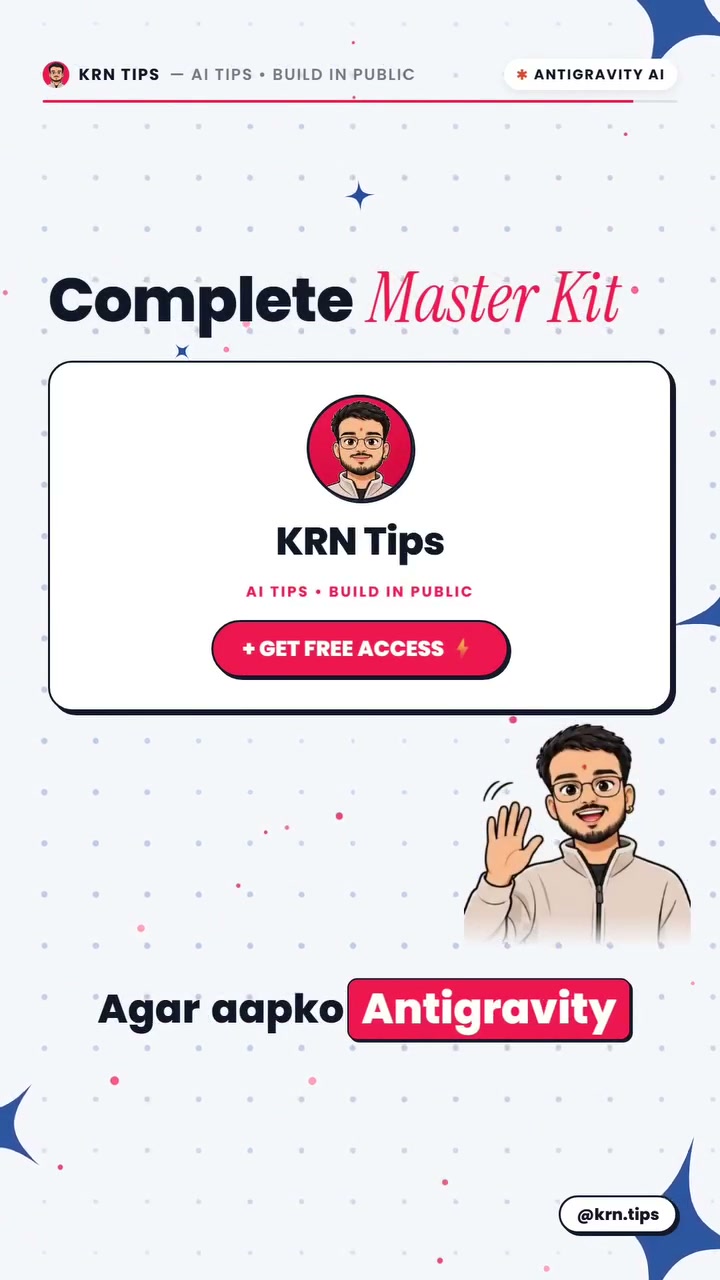 KRN TIPS — AI TIPS • BUILD IN PUBLIC
* ANTIGRAVITY AI
Complete Master Kit
KRN Tips
AI TIPS • BUILD IN PUBLIC
+ GET FREE ACCESS ⚡
Agar aapko Antigravity
@krn.tips